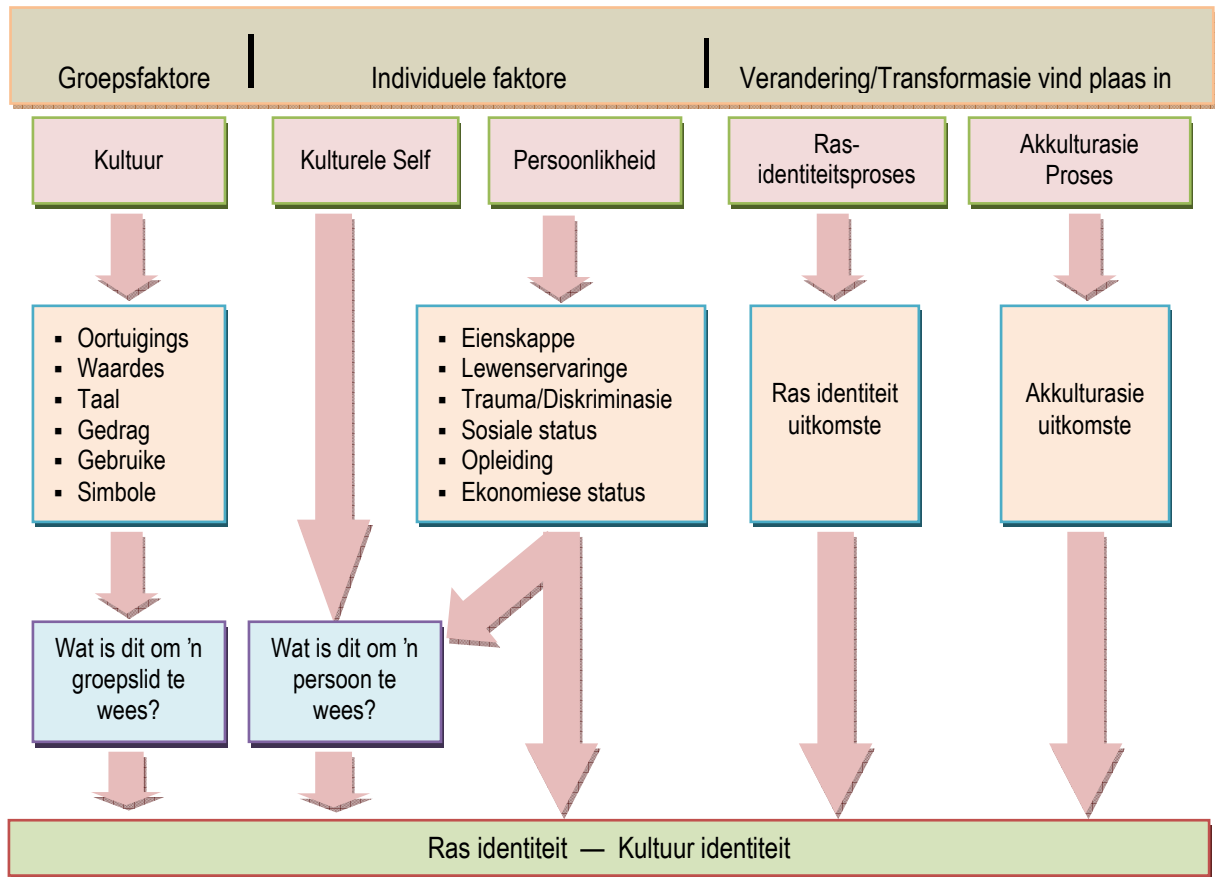 Groepsfaktore
Individuele faktore
Verandering/Transformasie vind plaas in
Kultuur
Kulturele Self
Persoonlikheid
Ras-
identiteitsproses
Akkulturasie
Proses
▪ Oortuigings
▪ Waardes
▪ Taal
▪ Gedrag
▪ Gebruike
▪ Simbole
▪ Eienskappe
▪ Lewenservaringe
▪ Trauma/Diskriminasie
▪ Sosiale status
▪ Opleiding
▪ Ekonomiese status
Ras identiteit
uitkomste
Akkulturasie
uitkomste
Wat is dit om ’n
groepslid te
wees?
Wat is dit om ’n
persoon te
wees?
Ras identiteit — Kultuur identiteit